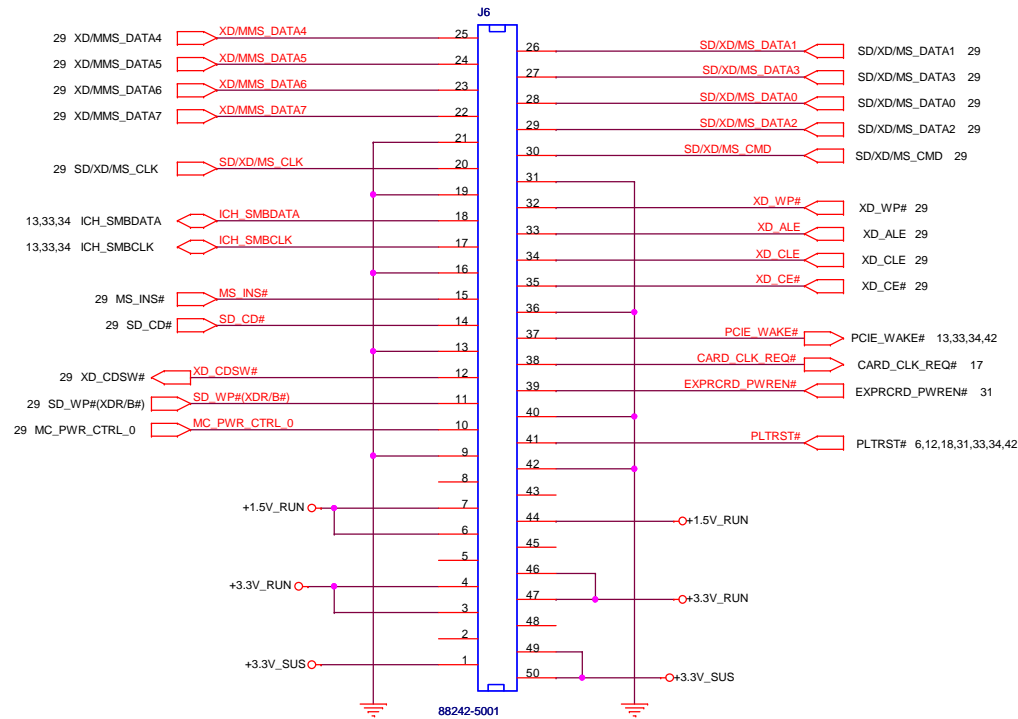 J6
29 XD/MMS_DATA4 XD/MMS_DATA4 25
29 XD/MMS_DATA5 XD/MMS_DATA5 24
29 XD/MMS_DATA6 XD/MMS_DATA6 23
29 XD/MMS_DATA7 XD/MMS_DATA7 22
21
29 SD/XD/MS_CLK SD/XD/MS_CLK 20
19
13,33,34 ICH_SMBDATA ICH_SMBDATA 18
13,33,34 ICH_SMBCLK ICH_SMBCLK 17
16
29 MS_INS# MS_INS# 15
29 SD_CD# SD_CD# 14
13
29 XD_CDSW# XD_CDSW# 12
29 SD_WP#(XDR/B#) SD_WP#(XDR/B#) 11
29 MC_PWR_CTRL_0 MC_PWR_CTRL_0 10
9
8
+1.5V_RUN 7
6
5
+3.3V_RUN 4
3
2
+3.3V_SUS 1
26 SD/XD/MS_DATA1 SD/XD/MS_DATA1 29
27 SD/XD/MS_DATA3 SD/XD/MS_DATA3 29
28 SD/XD/MS_DATA0 SD/XD/MS_DATA0 29
29 SD/XD/MS_DATA2 SD/XD/MS_DATA2 29
30 SD/XD/MS_CMD SD/XD/MS_CMD 29
31
32 XD_WP# XD_WP# 29
33 XD_ALE XD_ALE 29
34 XD_CLE XD_CLE 29
35 XD_CE# XD_CE# 29
36
37 PCIE_WAKE# PCIE_WAKE# 13,33,34,42
38 CARD_CLK_REQ# CARD_CLK_REQ# 17
39 EXPRCRD_PWREN# EXPRCRD_PWREN# 31
40
41 PLTRST# PLTRST# 6,12,18,31,33,34,42
42
43
44 +1.5V_RUN
45
46
47 +3.3V_RUN
48
49
50 +3.3V_SUS
88242-5001